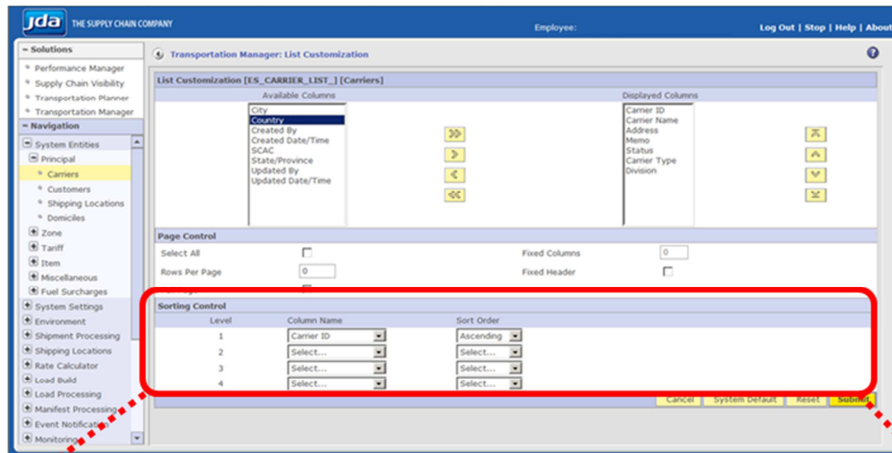 jda THE SUPPLY CHAIN COMPANY
Employee:
Log Out | Stop | Help | About
Solutions
Performance Manager
Supply Chain Visibility
Transportation Planner
Transportation Manager
Navigation
System Entities
Principal
Carriers
Customers
Shipping Locations
Domiciles
Zone
Tariff
Item
Miscellaneous
Fuel Surcharges
System Settings
Environment
Shipment Processing
Shipping Locations
Rate Calculator
Load Build
Load Processing
Manifest Processing
Event Notification
Monitoring
Transportation Manager: List Customization
List Customization [ES_CARRIER_LIST_] [Carriers]
Available Columns
City
Country
Created By
Created Date/Time
SCAC
State/Province
Updated By
Updated Date/Time
Displayed Columns
Carrier ID
Carrier Name
Address
Memo
Status
Carrier Type
Division
Page Control
Select All
Fixed Columns 0
Rows Per Page 0
Fixed Header
Sorting Control
Level Column Name Sort Order
1 Carrier ID Ascending
2 Select... Select...
3 Select... Select...
4 Select... Select...
Cancel System Default Reset Submit